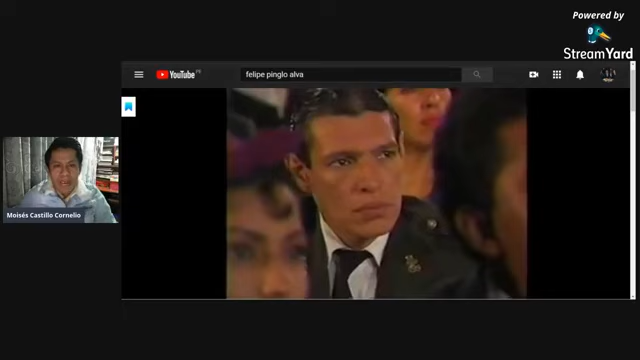 Powered by
StreamYard
YouTube PE
felipe pinglo alva
Moisés Castillo Cornelio